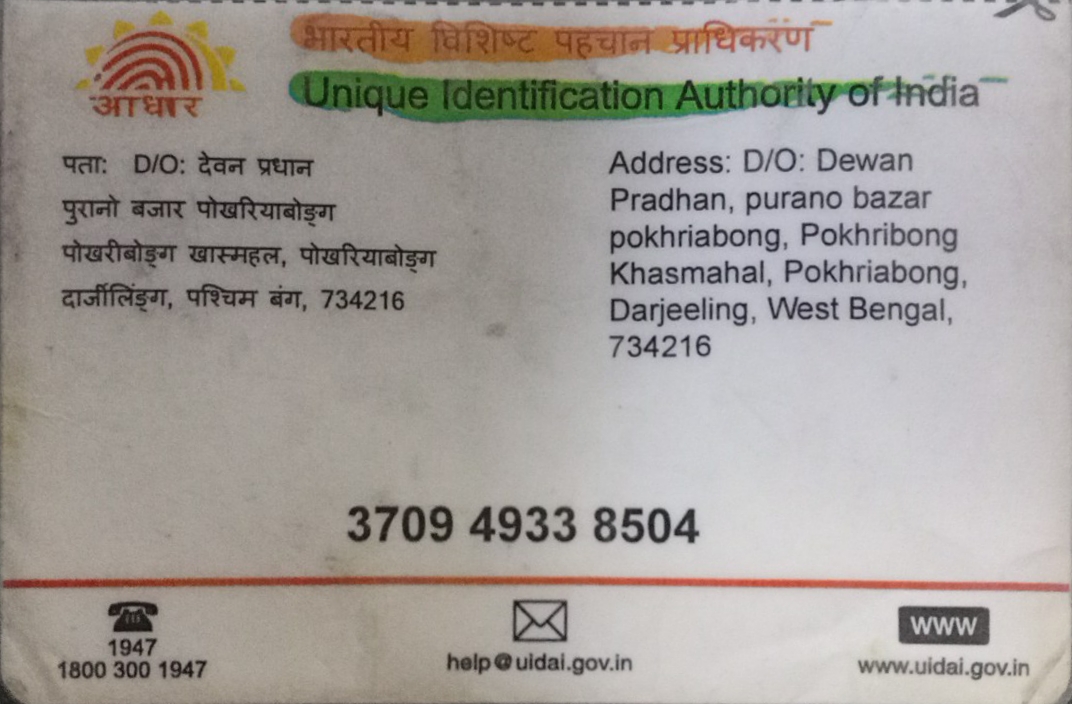 भारतीय विशिष्ट पहचान प्राधिकरण
आधार
Unique Identification Authority of India
पता: D/O: देवन प्रधान
पुरानो बजार पोखरियाबोङ्ग
पोखरीबोङ्ग खास्महल, पोखरियाबोङ्ग
दार्जीलिंङ्ग, पश्चिम बंग, 734216
Address: D/O: Dewan
Pradhan, purano bazar
pokhriabong, Pokhribong
Khasmahal, Pokhriabong,
Darjeeling, West Bengal,
734216
3709 4933 8504
1947
1800 300 1947
help@uidai.gov.in
www
www.uidai.gov.in